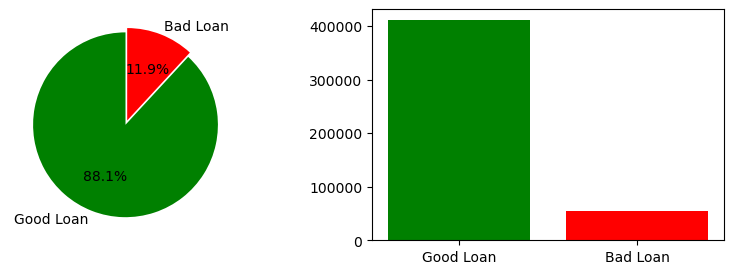 Bad Loan
11.9%
88.1%
Good Loan
400000
300000
200000
100000
0
Good Loan
Bad Loan